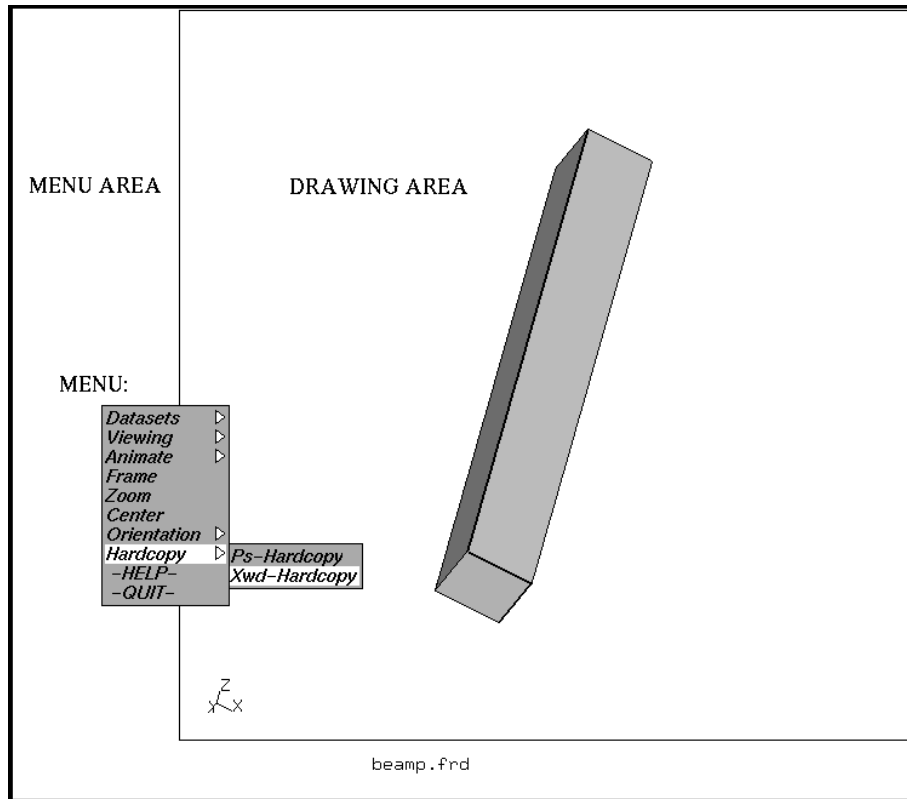 MENU AREA
DRAWING AREA
MENU:
Datasets
Viewing
Animate
Frame
Zoom
Center
Orientation
Hardcopy
Ps-Hardcopy
Xwd-Hardcopy
-HELP-
-QUIT-
Z
Y
X
beamp.frd